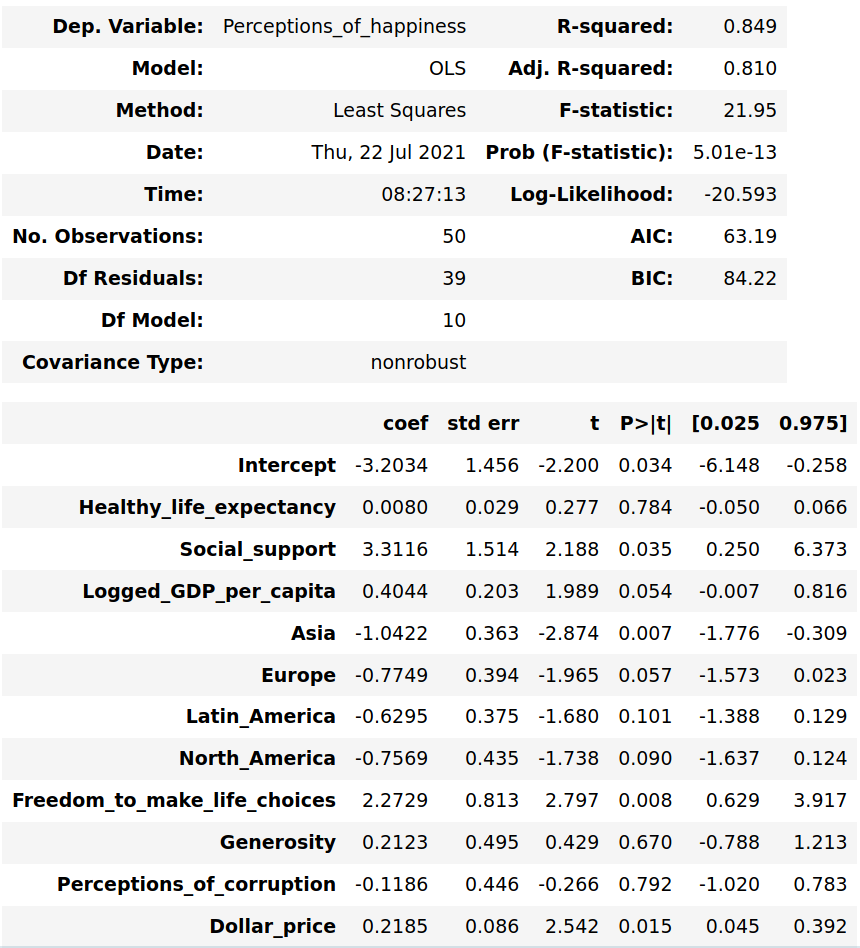 Dep. Variable: Perceptions_of_happiness R-squared: 0.849
Model: OLS Adj. R-squared: 0.810
Method: Least Squares F-statistic: 21.95
Date: Thu, 22 Jul 2021 Prob (F-statistic): 5.01e-13
Time: 08:27:13 Log-Likelihood: -20.593
No. Observations: 50 AIC: 63.19
Df Residuals: 39 BIC: 84.22
Df Model: 10
Covariance Type: nonrobust
coef std err t P>|t| [0.025 0.975]
Intercept -3.2034 1.456 -2.200 0.034 -6.148 -0.258
Healthy_life_expectancy 0.0080 0.029 0.277 0.784 -0.050 0.066
Social_support 3.3116 1.514 2.188 0.035 0.250 6.373
Logged_GDP_per_capita 0.4044 0.203 1.989 0.054 -0.007 0.816
Asia -1.0422 0.363 -2.874 0.007 -1.776 -0.309
Europe -0.7749 0.394 -1.965 0.057 -1.573 0.023
Latin_America -0.6295 0.375 -1.680 0.101 -1.388 0.129
North_America -0.7569 0.435 -1.738 0.090 -1.637 0.124
Freedom_to_make_life_choices 2.2729 0.813 2.797 0.008 0.629 3.917
Generosity 0.2123 0.495 0.429 0.670 -0.788 1.213
Perceptions_of_corruption -0.1186 0.446 -0.266 0.792 -1.020 0.783
Dollar_price 0.2185 0.086 2.542 0.015 0.045 0.392